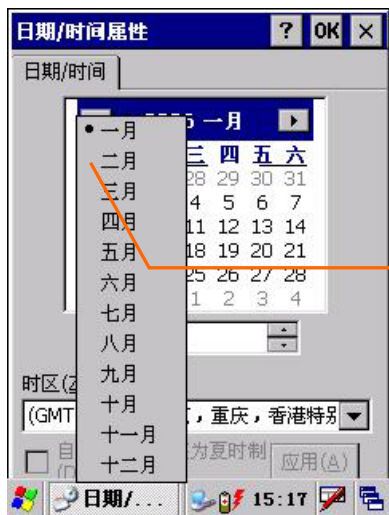 日期/时间属性 ? OK ×
日期/时间
一月
一月
二月
三月
四月
五月
六月
七月
八月
九月
十月
十一月
十二月
三 四 五 六
28 29 30 31
4 5 6 7
11 12 13 14
18 19 20 21
25 26 27 28
1 2 3 4
时区(Z
(GMT ，重庆，香港特别
为夏时制
应用(A)
日期/... 15:17